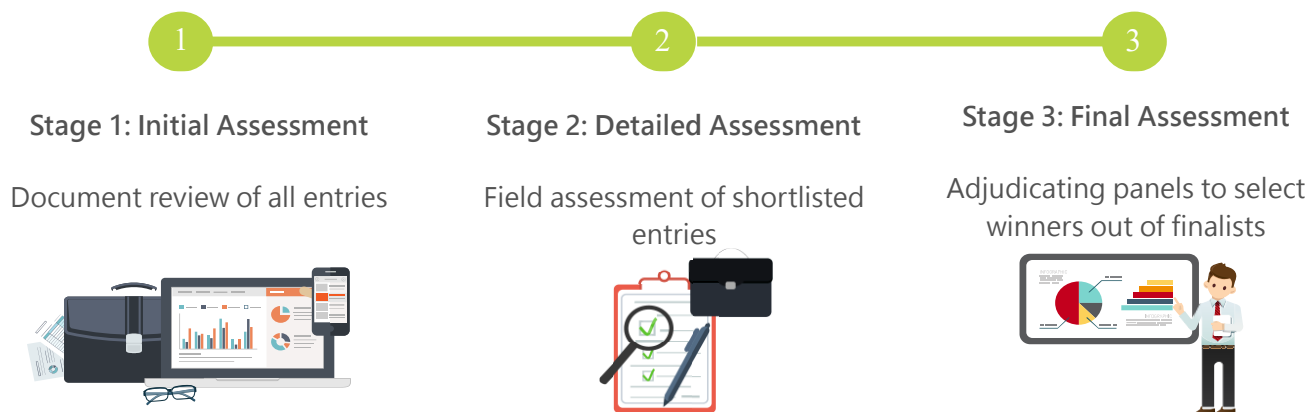 1
2
3
Stage 1: Initial Assessment
Document review of all entries
Stage 2: Detailed Assessment
Field assessment of shortlisted
entries
Stage 3: Final Assessment
Adjudicating panels to select
winners out of finalists